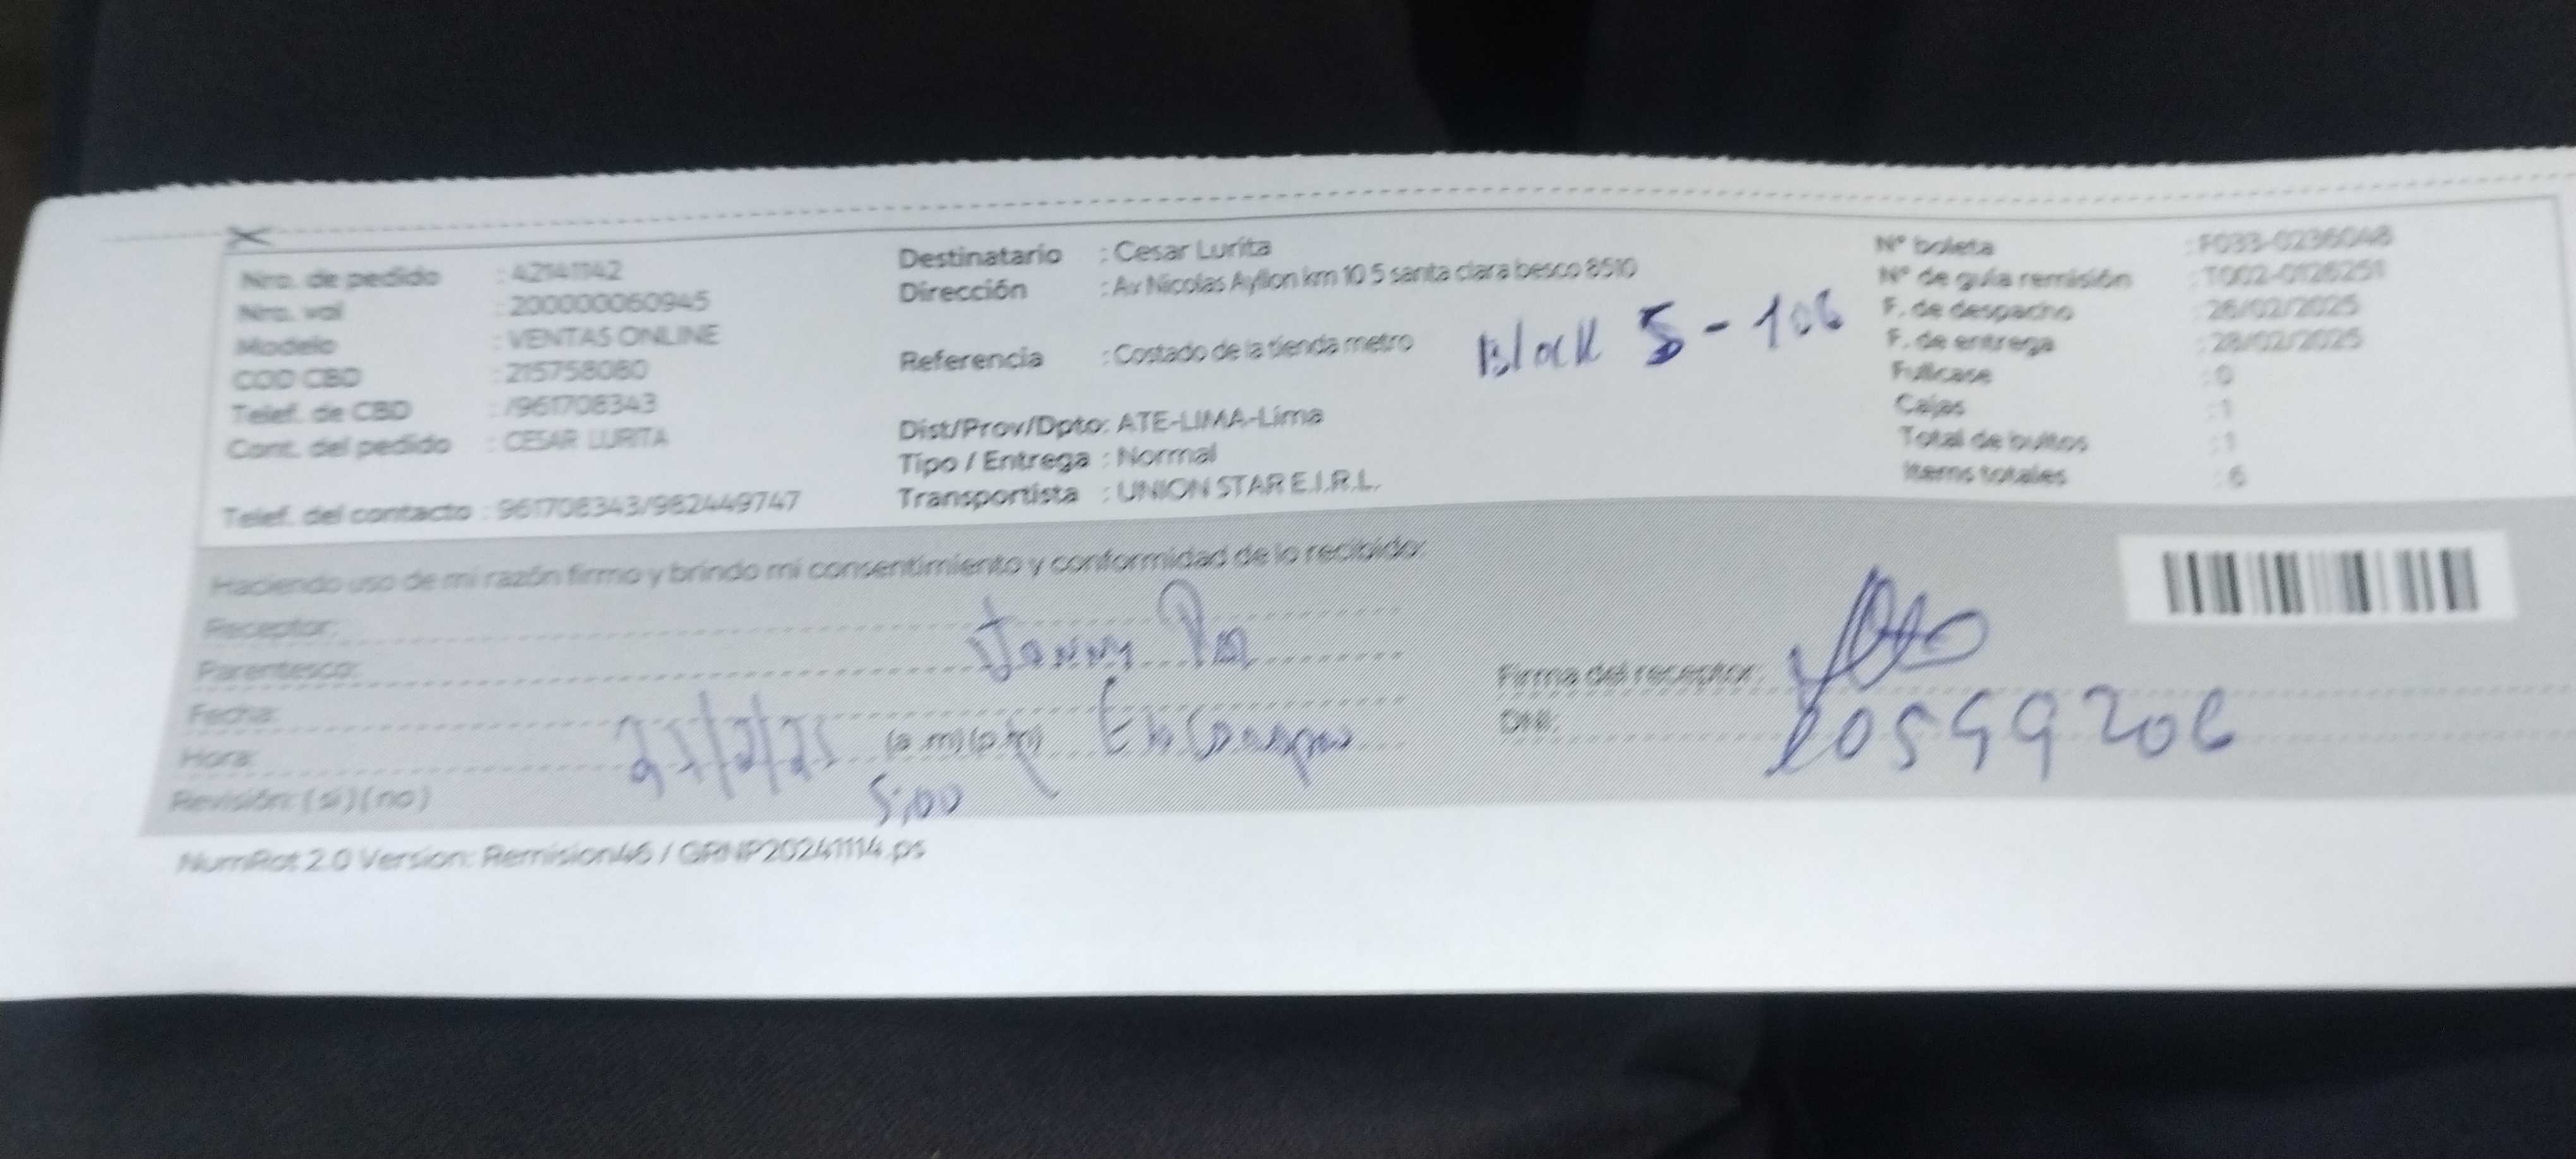 Nro. de pedido : 42141142
Nro. val : 200000060945
Modelo : VENTAS ONLINE
COD CBD : 215758080
Telef. de CBD : /961708343
Cont. del pedido : CESAR LURITA
Telef. del contacto : 961708343/982449747
Destinatario : Cesar Lurita
Dirección : Av Nicolas Ayllon km 10 5 santa clara besco 8510
Block 5 - 106
Referencia : Costado de la tienda metro
Dist/Prov/Dpto: ATE-LIMA-Lima
Tipo / Entrega : Normal
Transportista : UNION STAR E.I.R.L.
N° boleta : F033-0236048
N° de guía remisión : T002-0126251
F. de despacho : 26/02/2025
F. de entrega : 28/02/2025
Fullcase : 0
Cajas : 1
Total de bultos : 1
Items totales : 6
Haciendo uso de mi razón firmo y brindo mi consentimiento y conformidad de lo recibido:
Receptor:
Parentesco:
Fecha:
Hora: (a.m) (p.m)
5:00
Revisión: ( si ) ( no )
Firma del receptor:
DNI:
NumRot 2.0 Version: Remision46 / GRNP20241114.ps